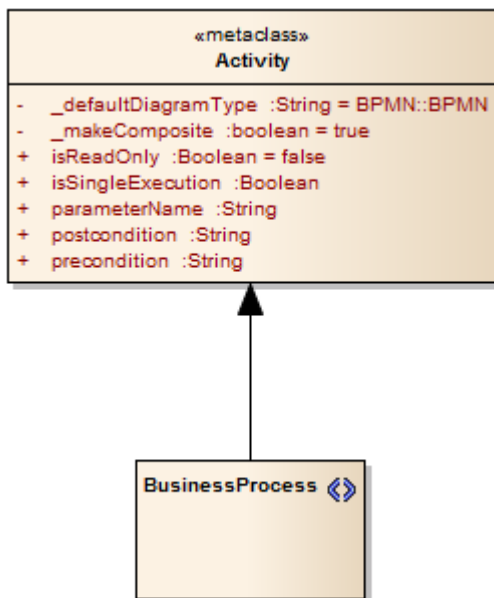 «metaclass»
Activity
- _defaultDiagramType :String = BPMN::BPMN
- _makeComposite :boolean = true
+ isReadOnly :Boolean = false
+ isSingleExecution :Boolean
+ parameterName :String
+ postcondition :String
+ precondition :String
BusinessProcess «»